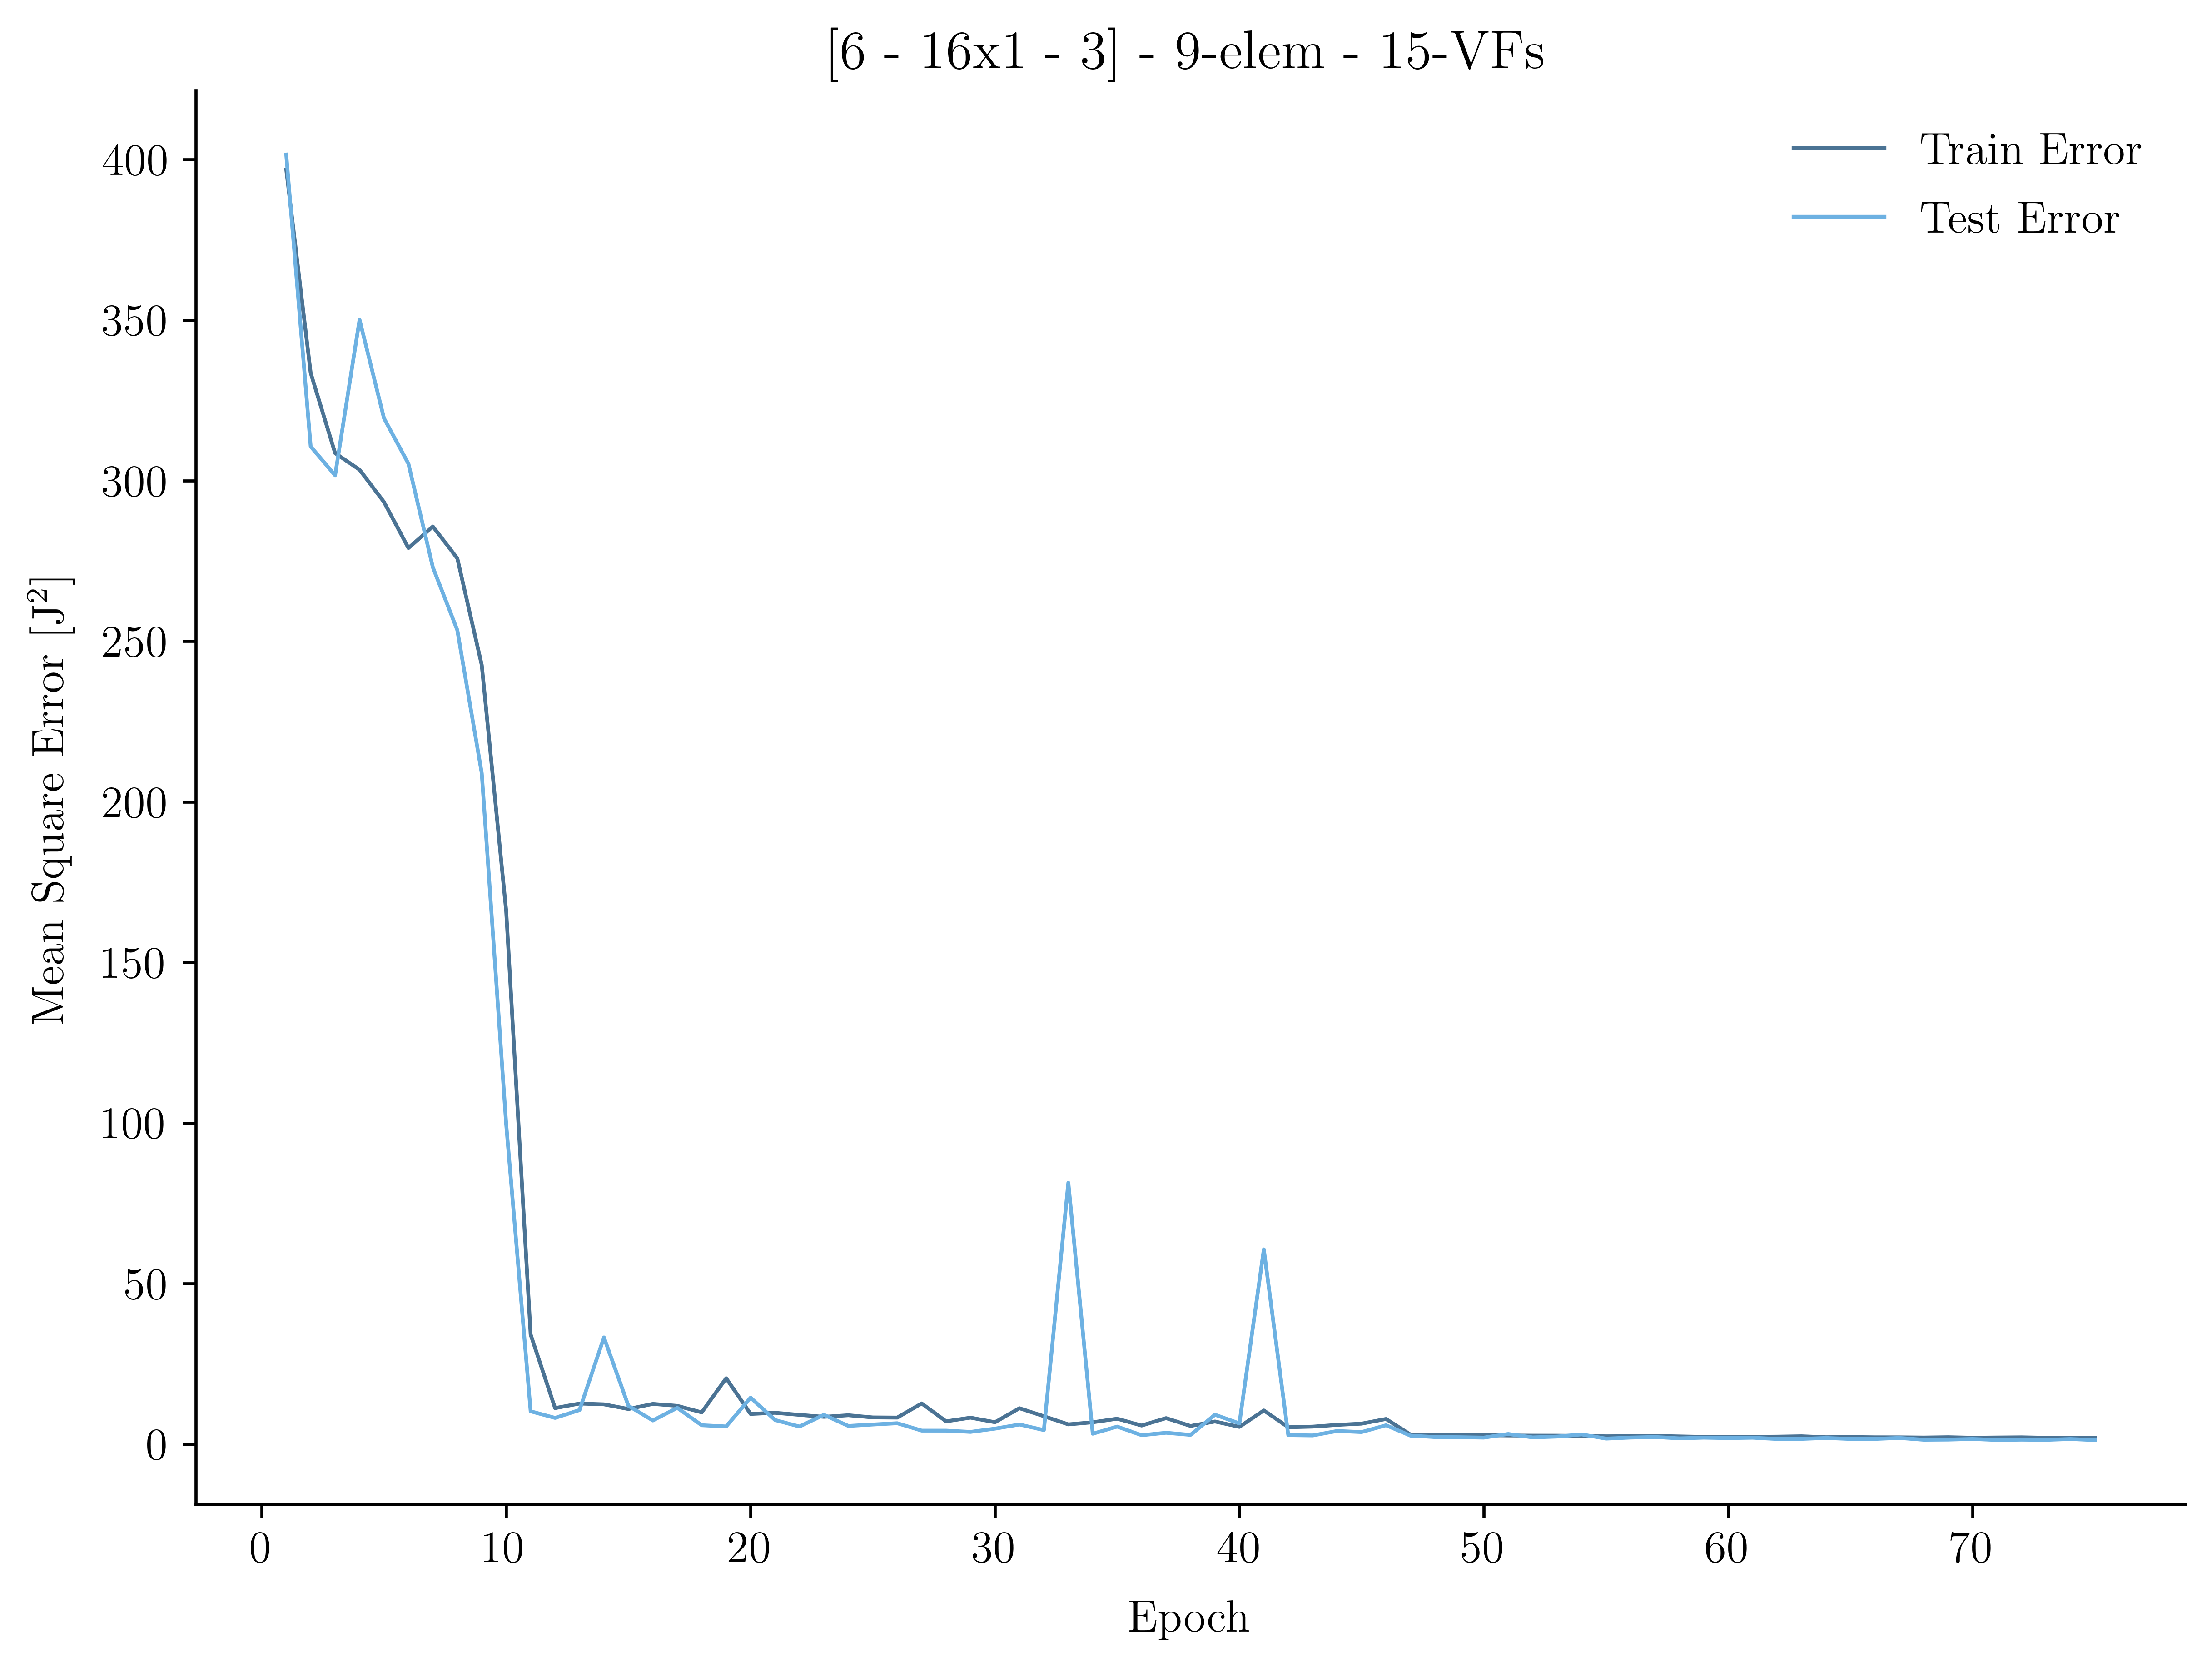 [6 - 16x1 - 3] - 9-elem - 15-VFs
Train Error
Test Error
Mean Square Error [J²]
400
350
300
250
200
150
100
50
0
0 10 20 30 40 50 60 70
Epoch